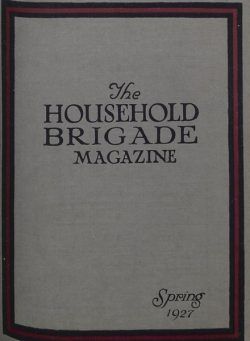 The
HOUSEHOLD
BRIGADE
MAGAZINE
Spring
1927